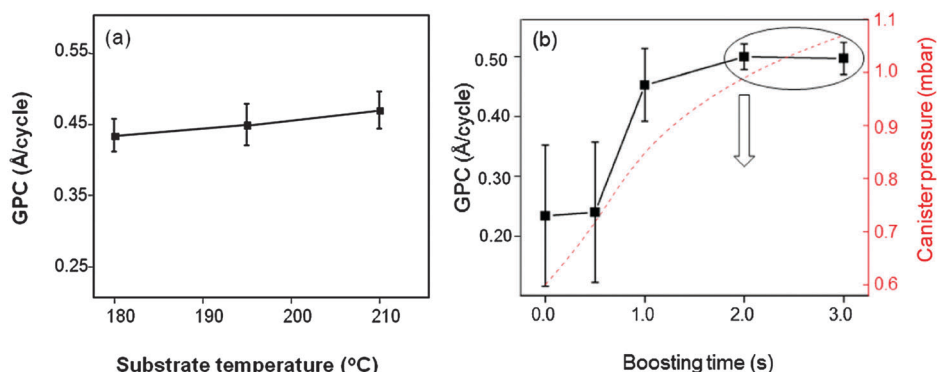 (a)
0.55
0.45
0.35
0.25
GPC (Å/cycle)
180 190 200 210
Substrate temperature (ºC)
(b)
0.50
0.40
0.30
0.20
GPC (Å/cycle)
0.0 1.0 2.0 3.0
Boosting time (s)
1.1
1.0
0.9
0.8
0.7
0.6
Canister pressure (mbar)